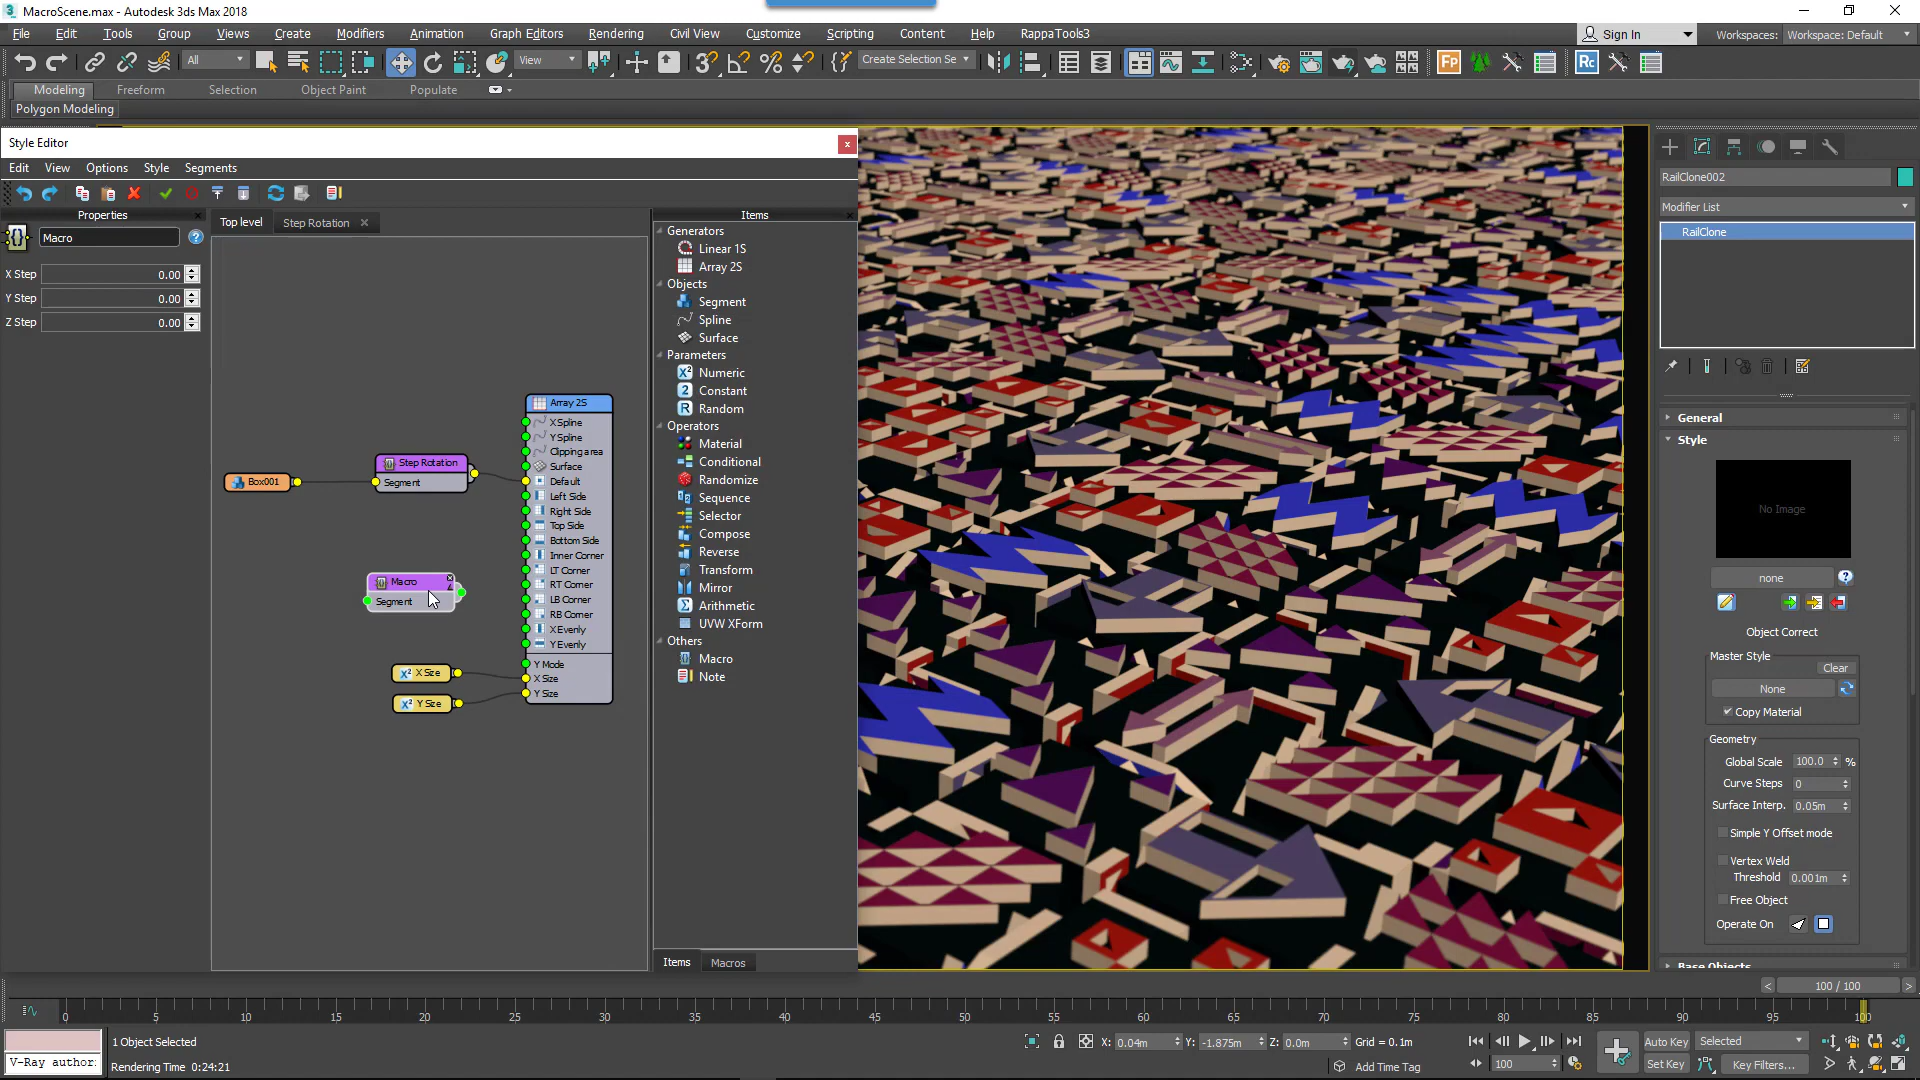 MacroScene.max - Autodesk 3ds Max 2018
File Edit Tools Group Views Create Modifiers Animation Graph Editors Rendering Civil View Customize Scripting Content Help RappaTools3
Sign In Workspaces: Workspace: Default
All View Create Selection Se Fp Rc
Modeling Freeform Selection Object Paint Populate
Polygon Modeling
Style Editor
Edit View Options Style Segments
Properties
Macro
X Step 0.00
Y Step 0.00
Z Step 0.00
Top level Step Rotation
Box001
Step Rotation
Segment
Macro
Segment
X Size
Y Size
Array 2S
X Spline
Y Spline
Clipping area
Surface
Default
Left Side
Right Side
Top Side
Bottom Side
Inner Corner
LT Corner
RT Corner
LB Corner
RB Corner
X Evenly
Y Evenly
Y Mode
X Size
Y Size
Items
Generators
Linear 1S
Array 2S
Objects
Segment
Spline
Surface
Parameters
Numeric
Constant
Random
Operators
Material
Conditional
Randomize
Sequence
Selector
Compose
Reverse
Transform
Mirror
Arithmetic
UVW XForm
Others
Macro
Note
Items Macros
RailClone002
Modifier List
RailClone
General
Style
No Image
none
Object Correct
Master Style
Clear
None
Copy Material
Geometry
Global Scale 100.0 %
Curve Steps 0
Surface Interp. 0.05m
Simple Y Offset mode
Vertex Weld
Threshold 0.001m
Free Object
Operate On
Base Objects
100 / 100
0 5 10 15 20 25 30 35 40 45 50 55 60 65 70 75 80 85 90 95 100
1 Object Selected
X: 0.04m Y: -1.875m Z: 0.0m Grid = 0.1m
Auto Key Selected
V-Ray author:
Rendering Time 0:24:21
Add Time Tag
100
Set Key Key Filters...